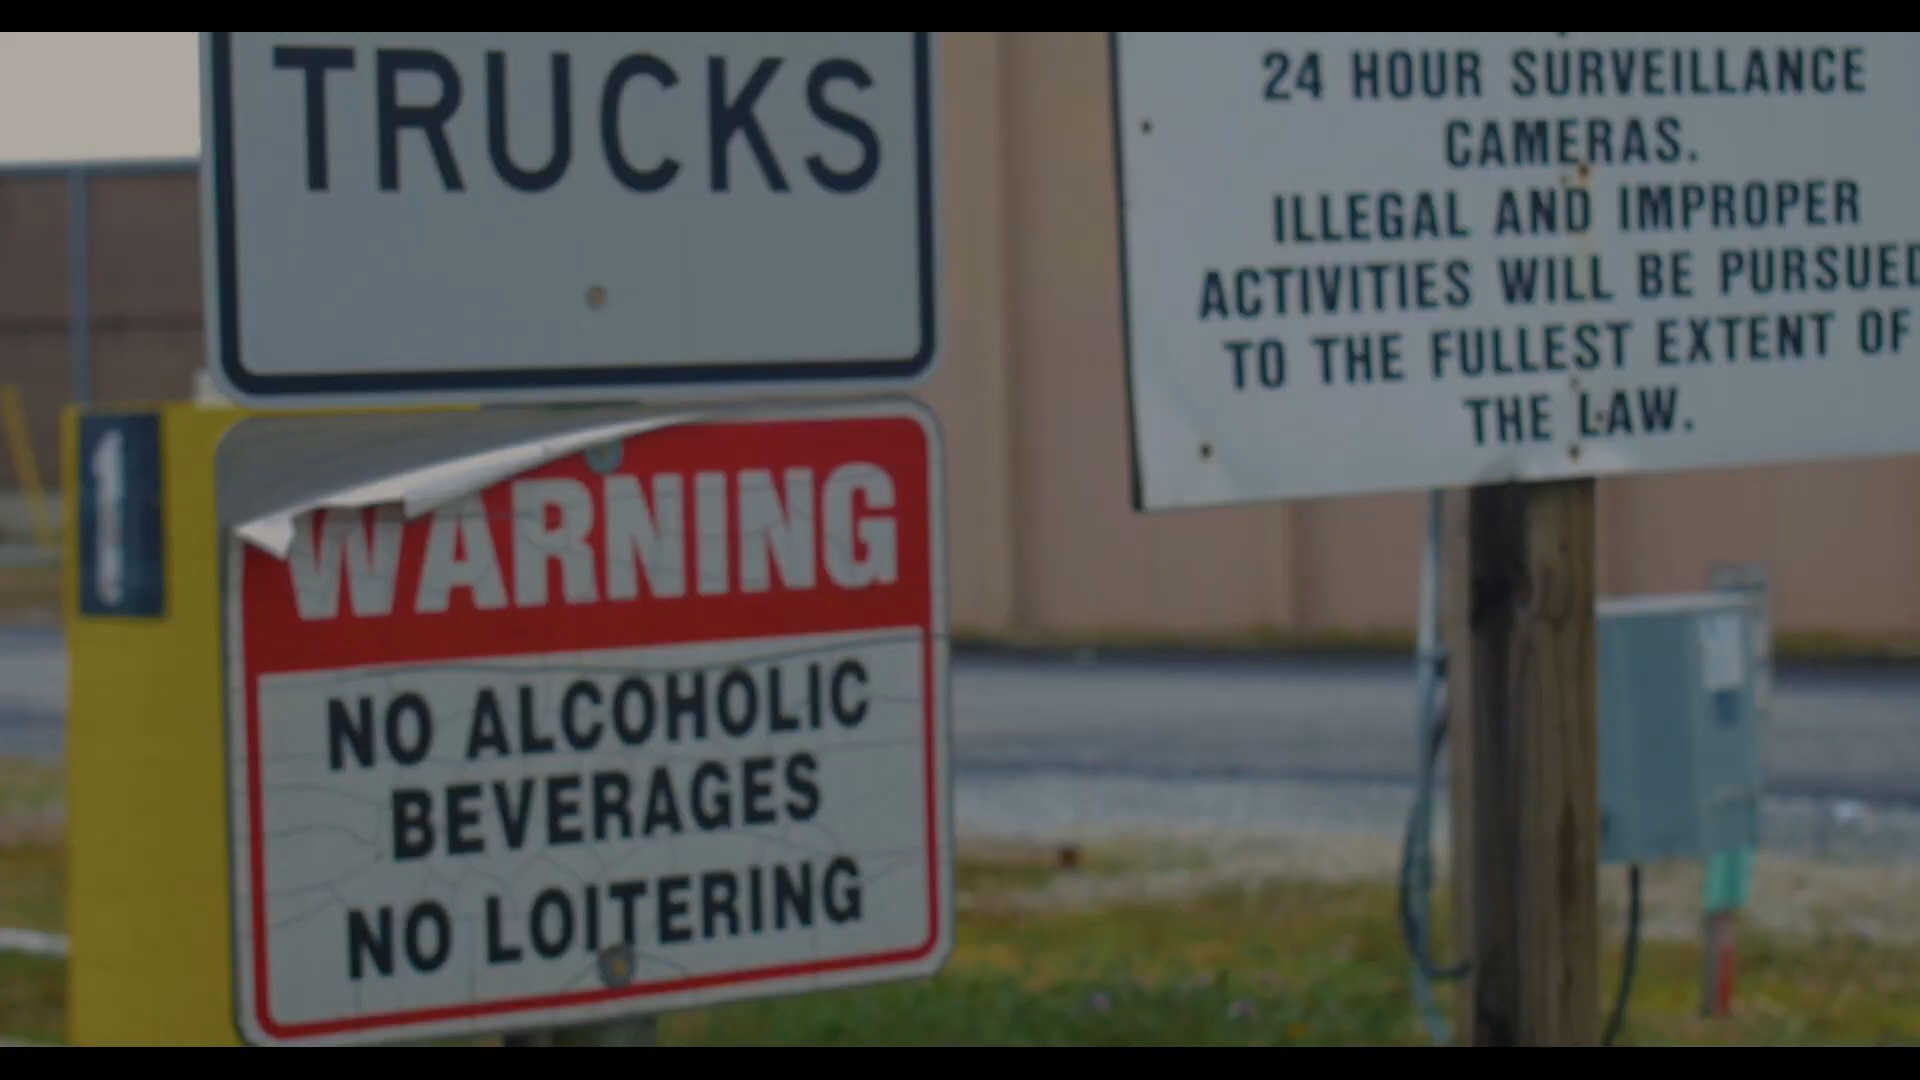 TRUCKS
1
WARNING
NO ALCOHOLIC
BEVERAGES
NO LOITERING
24 HOUR SURVEILLANCE
CAMERAS.
ILLEGAL AND IMPROPER
ACTIVITIES WILL BE PURSUED
TO THE FULLEST EXTENT OF
THE LAW.